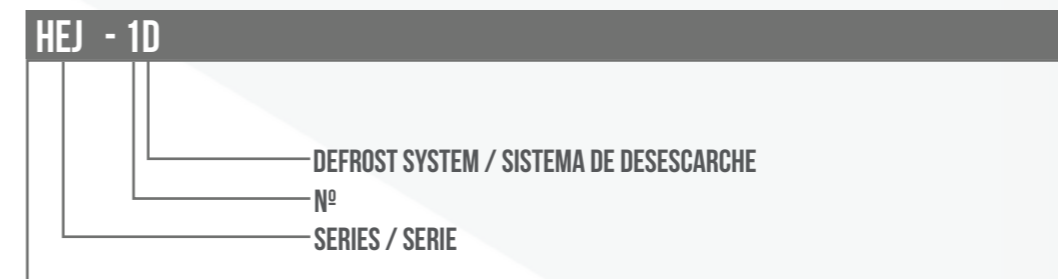 HEJ - 1D
DEFROST SYSTEM / SISTEMA DE DESESCARCHE
Nº
SERIES / SERIE